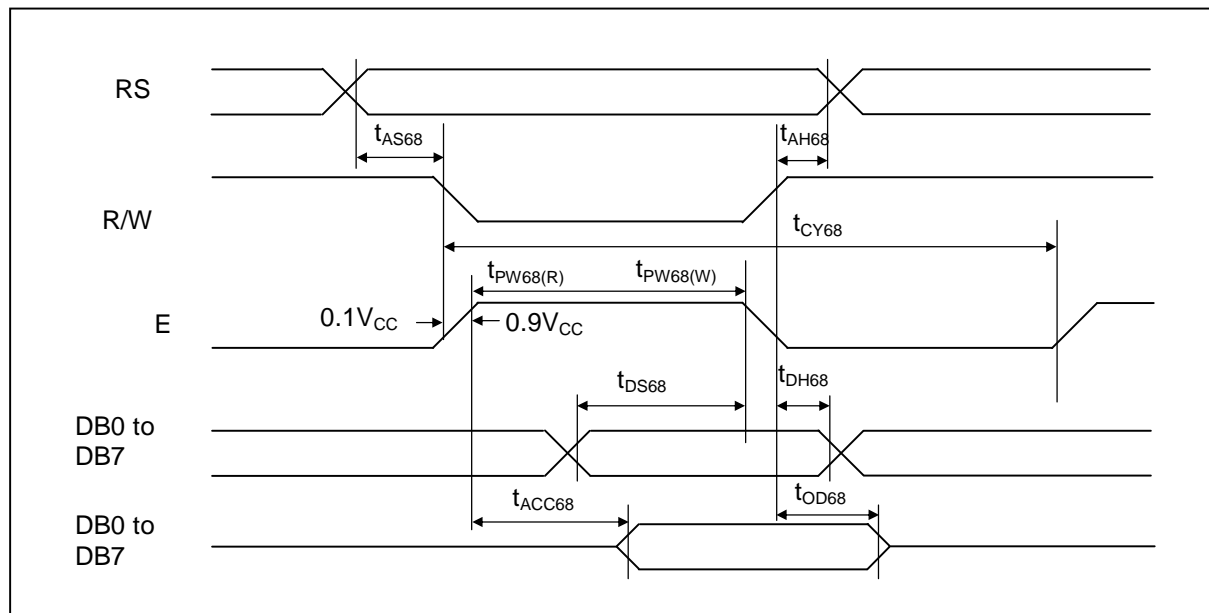 RS
tAS68
tAH68
R/W
tCY68
tPW68(R) tPW68(W)
E
0.1VCC
0.9VCC
tDS68
tDH68
DB0 to
DB7
tACC68
tOD68
DB0 to
DB7